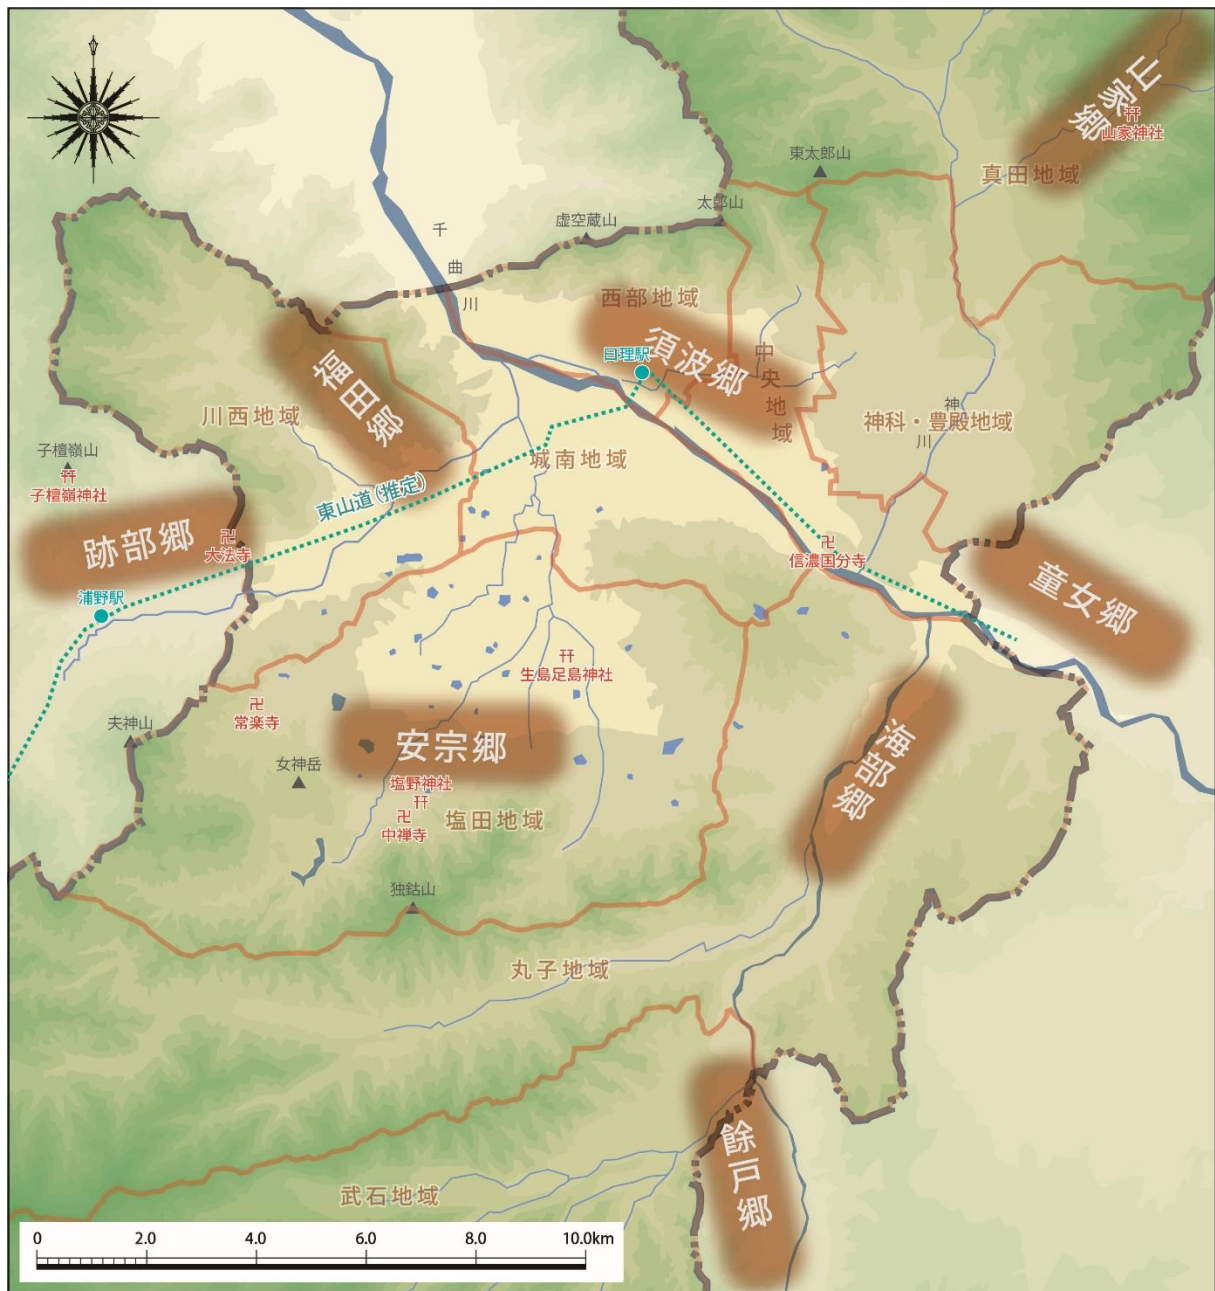 山家郷
山家神社
真田地域
東太郎山
太郎山
虚空蔵山
千曲川
西部地域
須波郷
曰理駅
中央地域
福田郷
川西地域
神科・豊殿地域
神川
子檀嶺山
子檀嶺神社
城南地域
東山道(推定)
跡部郷
大法寺
浦野駅
信濃国分寺
童女郷
生島足島神社
常楽寺
夫神山
女神岳
安宗郷
塩野神社
中禅寺
塩田地域
海部郷
独鈷山
丸子地域
餘戸郷
武石地域
0 2.0 4.0 6.0 8.0 10.0km